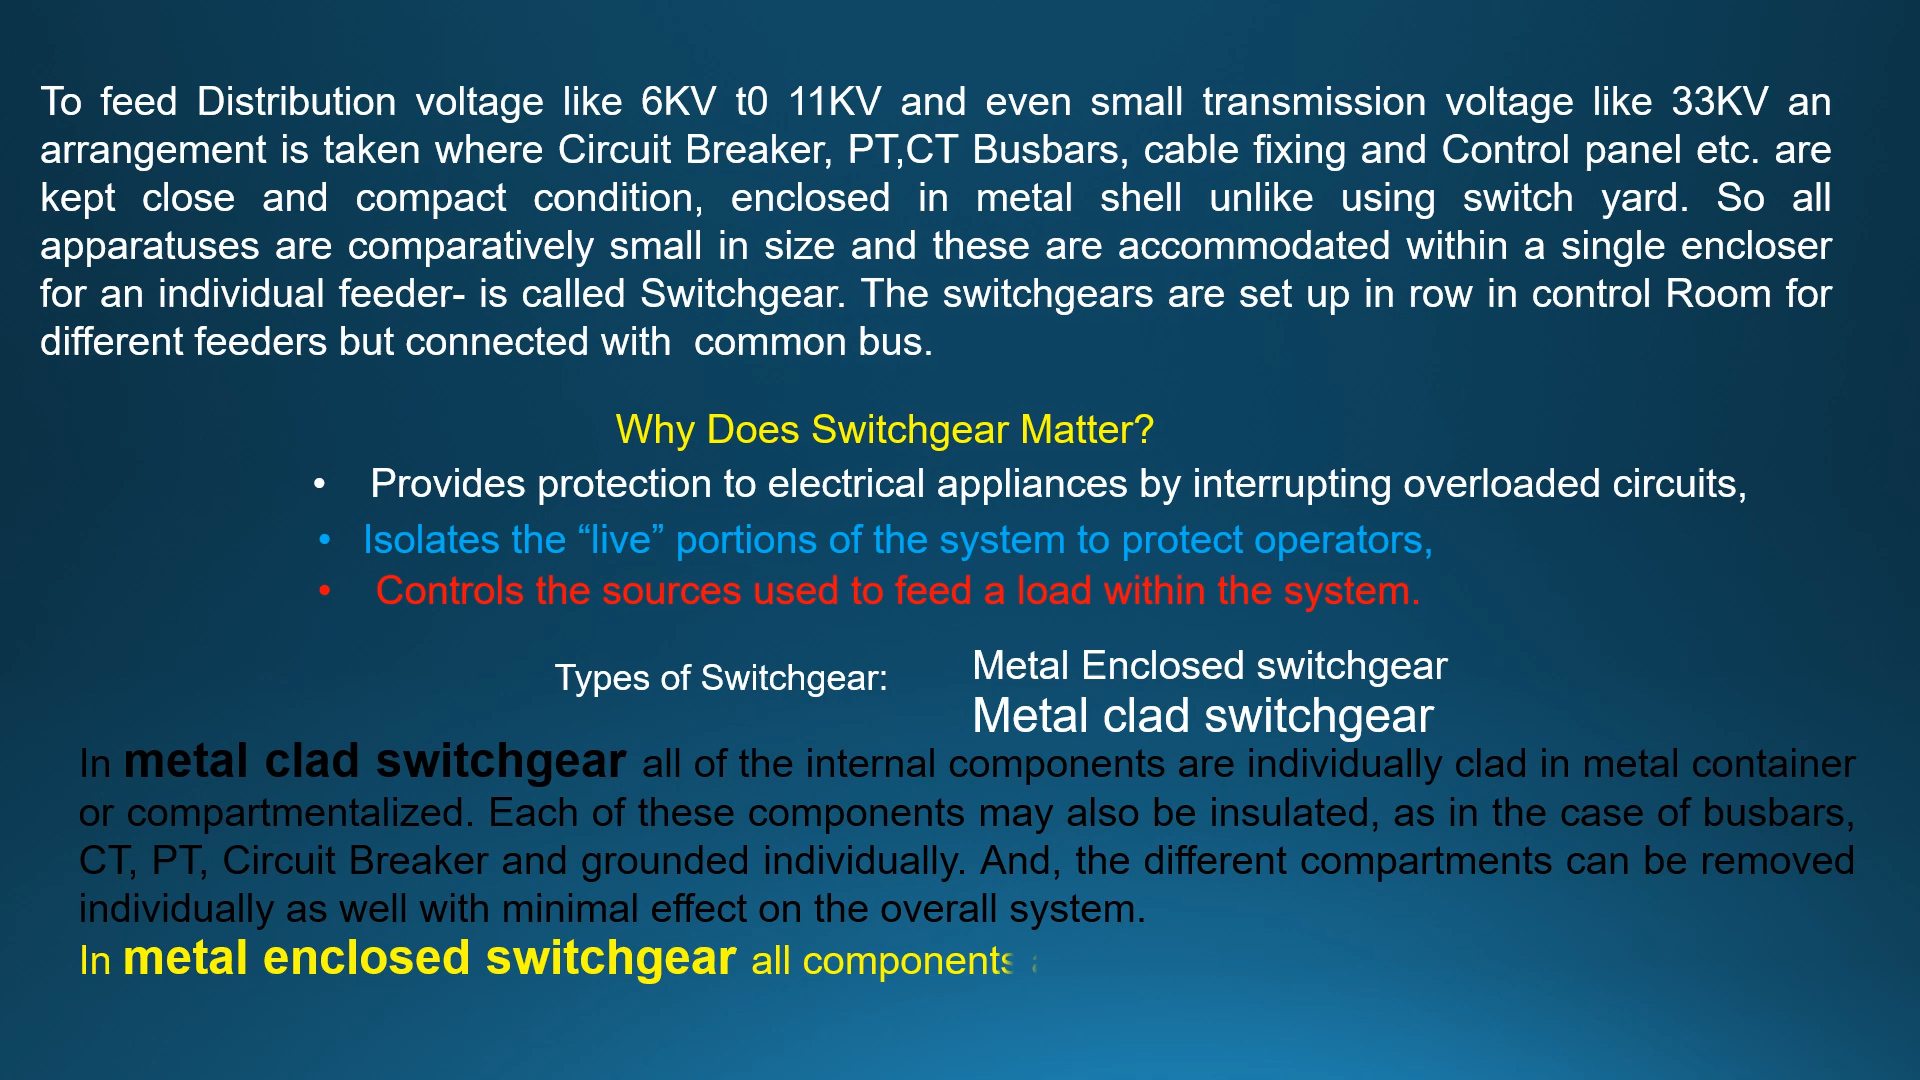 To feed Distribution voltage like 6KV t0 11KV and even small transmission voltage like 33KV an
arrangement is taken where Circuit Breaker, PT,CT Busbars, cable fixing and Control panel etc. are
kept close and compact condition, enclosed in metal shell unlike using switch yard. So all
apparatuses are comparatively small in size and these are accommodated within a single encloser
for an individual feeder- is called Switchgear. The switchgears are set up in row in control Room for
different feeders but connected with common bus.
Why Does Switchgear Matter?
• Provides protection to electrical appliances by interrupting overloaded circuits,
• Isolates the “live” portions of the system to protect operators,
• Controls the sources used to feed a load within the system.
Types of Switchgear:
Metal Enclosed switchgear
Metal clad switchgear
In metal clad switchgear all of the internal components are individually clad in metal container
or compartmentalized. Each of these components may also be insulated, as in the case of busbars,
CT, PT, Circuit Breaker and grounded individually. And, the different compartments can be removed
individually as well with minimal effect on the overall system.
In metal enclosed switchgear all components